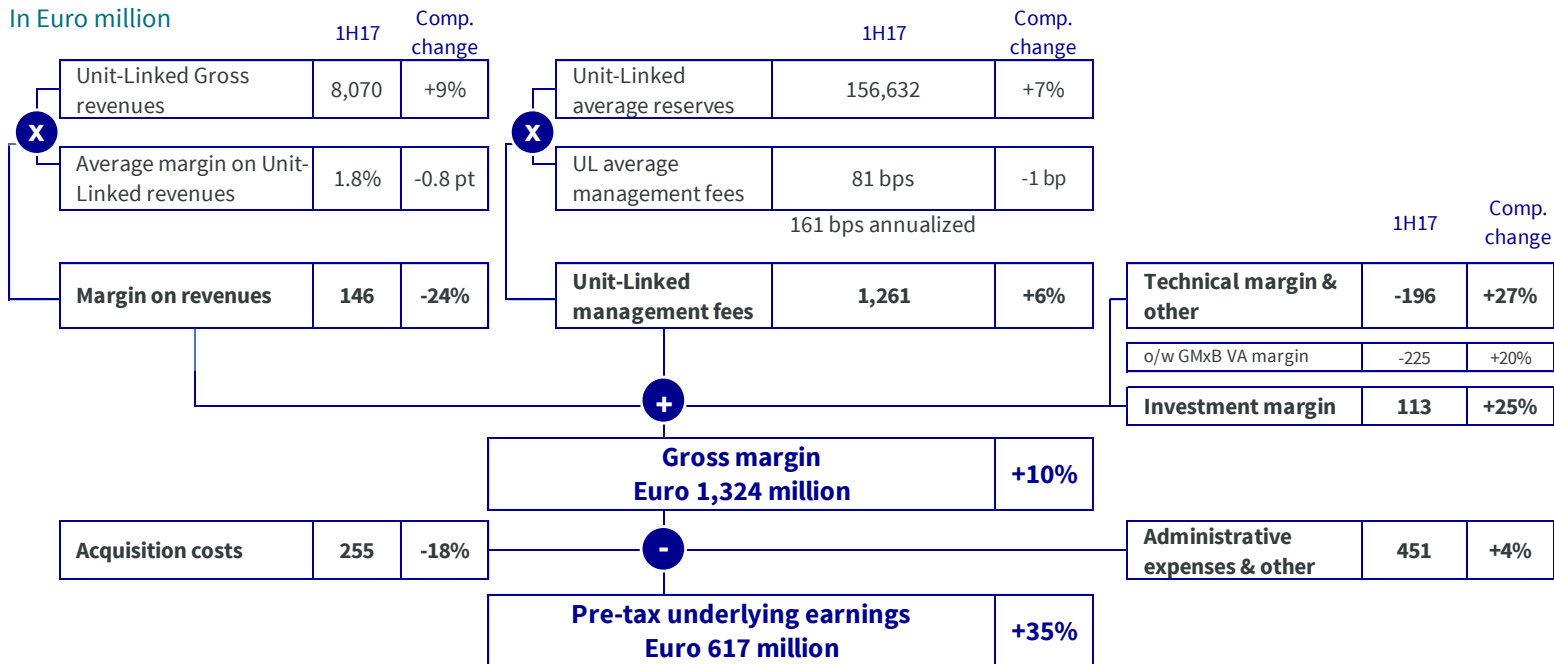 In Euro million
1H17
Comp.
change
1H17
Comp.
change
Unit-Linked Gross
revenues
8,070
+9%
Unit-Linked
average reserves
156,632
+7%
X
X
Average margin on Unit-
Linked revenues
1.8%
-0.8 pt
UL average
management fees
81 bps
-1 bp
161 bps annualized
1H17
Comp.
change
Margin on revenues
146
-24%
Unit-Linked
management fees
1,261
+6%
Technical margin &
other
-196
+27%
o/w GMxB VA margin
-225
+20%
+
Investment margin
113
+25%
Gross margin
Euro 1,324 million
+10%
Acquisition costs
255
-18%
-
Administrative
expenses & other
451
+4%
Pre-tax underlying earnings
Euro 617 million
+35%